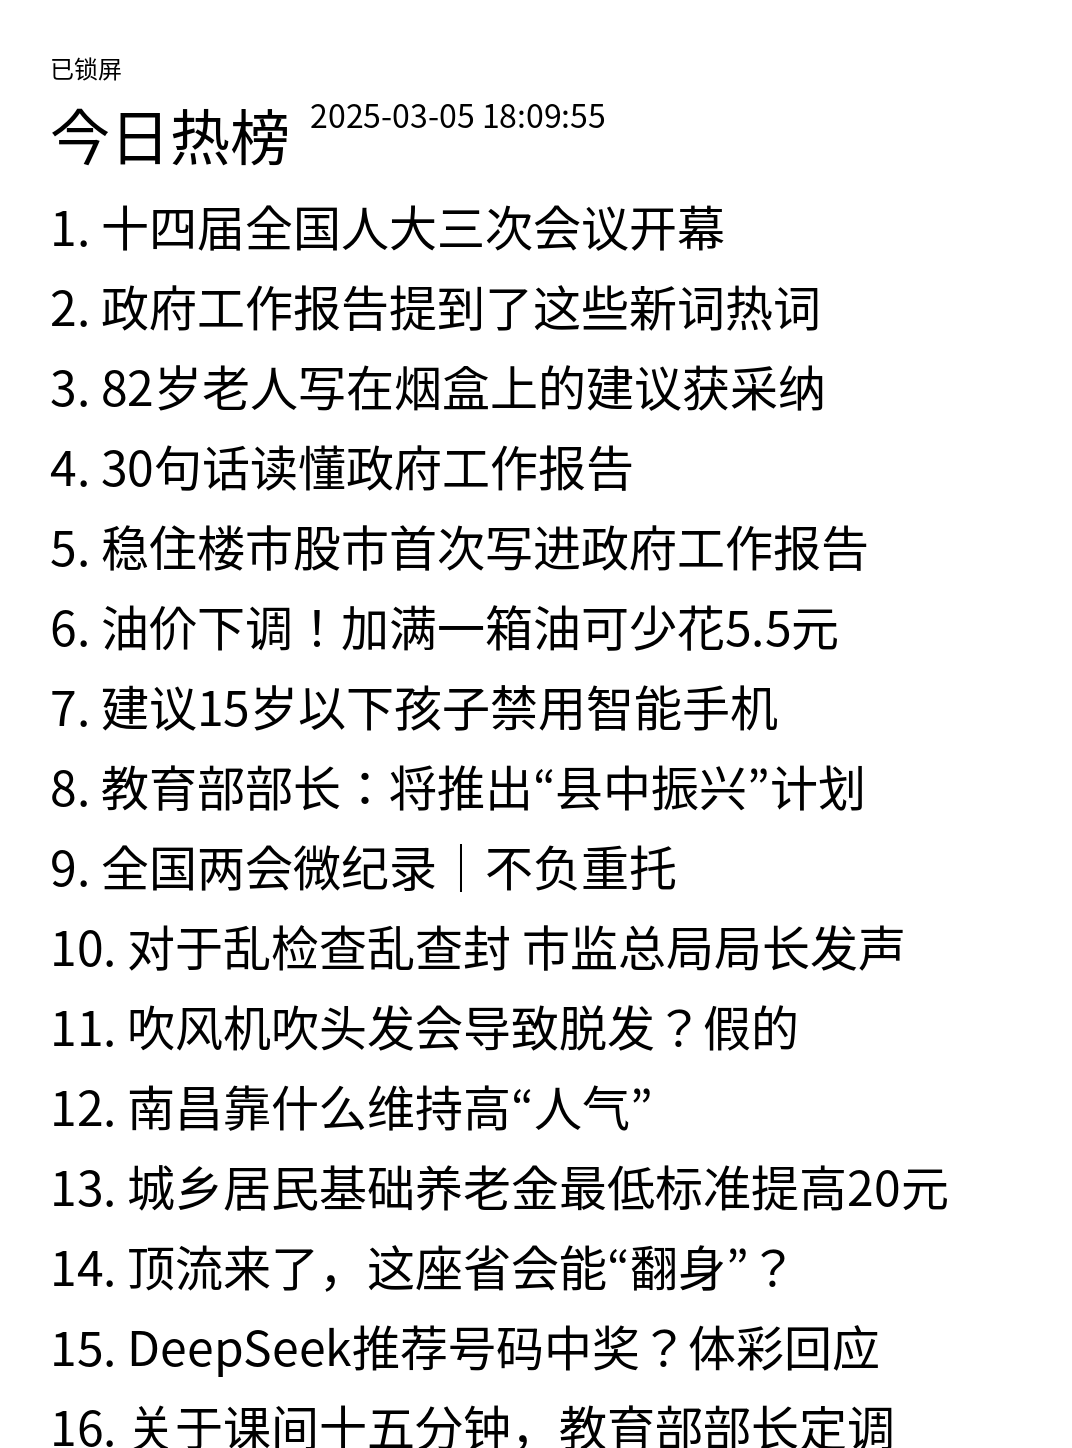 已锁屏
今日热榜 2025-03-05 18:09:55
1. 十四届全国人大三次会议开幕
2. 政府工作报告提到了这些新词热词
3. 82岁老人写在烟盒上的建议获采纳
4. 30句话读懂政府工作报告
5. 稳住楼市股市首次写进政府工作报告
6. 油价下调！加满一箱油可少花5.5元
7. 建议15岁以下孩子禁用智能手机
8. 教育部部长：将推出“县中振兴”计划
9. 全国两会微纪录｜不负重托
10. 对于乱检查乱查封 市监总局局长发声
11. 吹风机吹头发会导致脱发？假的
12. 南昌靠什么维持高“人气”
13. 城乡居民基础养老金最低标准提高20元
14. 顶流来了，这座省会能“翻身”？
15. DeepSeek推荐号码中奖？体彩回应
16. 关于课间十五分钟，教育部部长定调